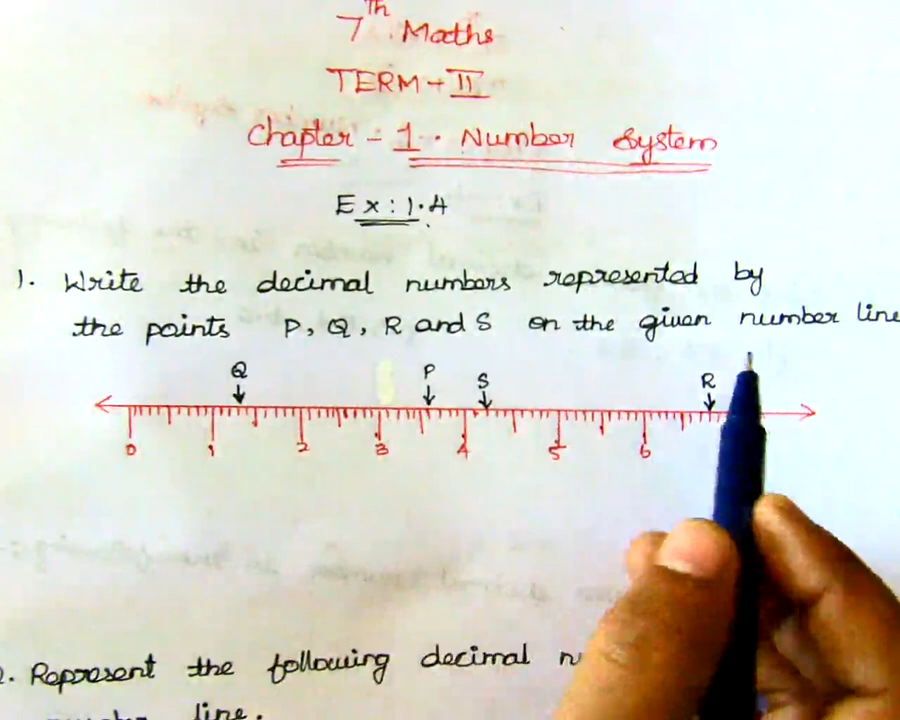 7th Maths
TERM - II
Chapter - 1. Number System
Ex: 1.4
1. Write the decimal numbers represented by
the points P, Q, R and S on the given number line
Q P S R
0 1 2 3 4 5 6
2. Represent the following decimal
line.